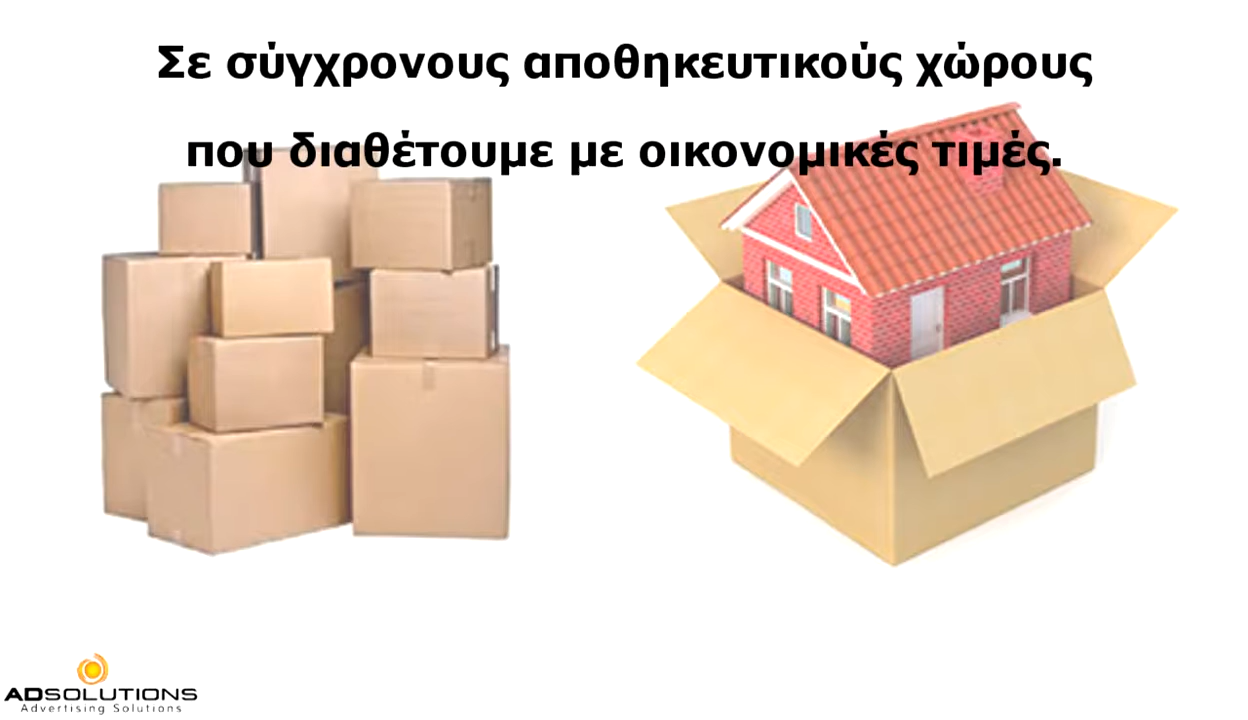 Σε σύγχρονους αποθηκευτικούς χώρους
που διαθέτουμε με οικονομικές τιμές.
ADSOLUTIONS
Advertising Solutions